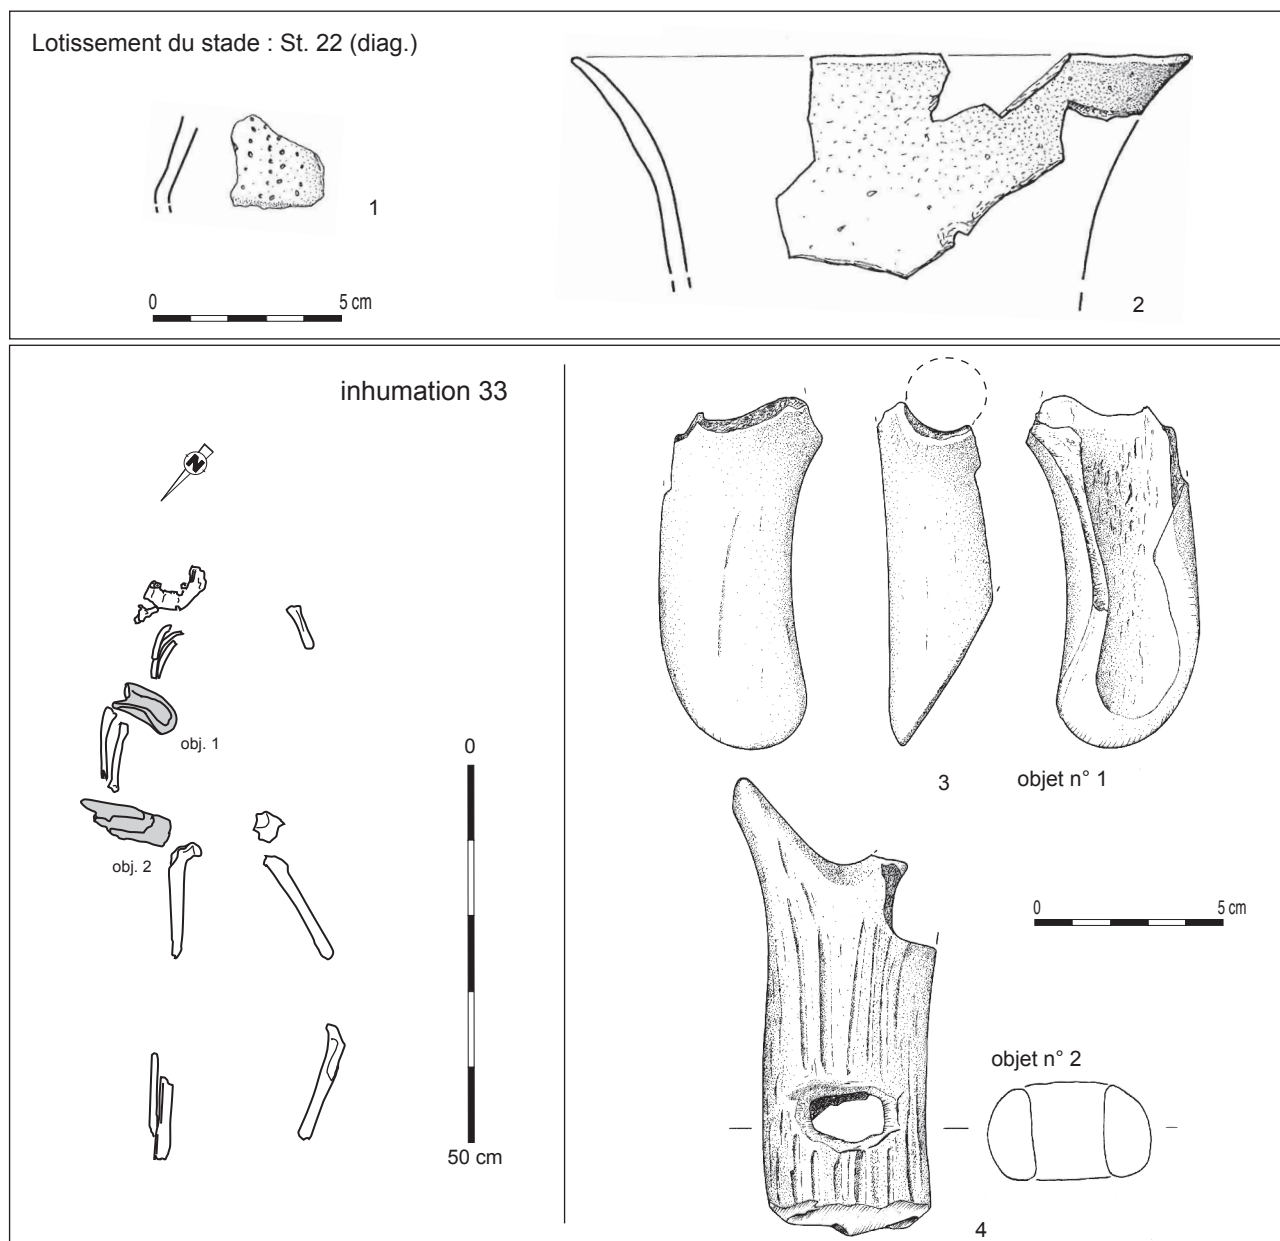 Lotissement du stade : St. 22 (diag.)
1
0 5 cm
2
inhumation 33
N
obj. 1
obj. 2
0
50 cm
3
objet n° 1
0 5 cm
objet n° 2
4